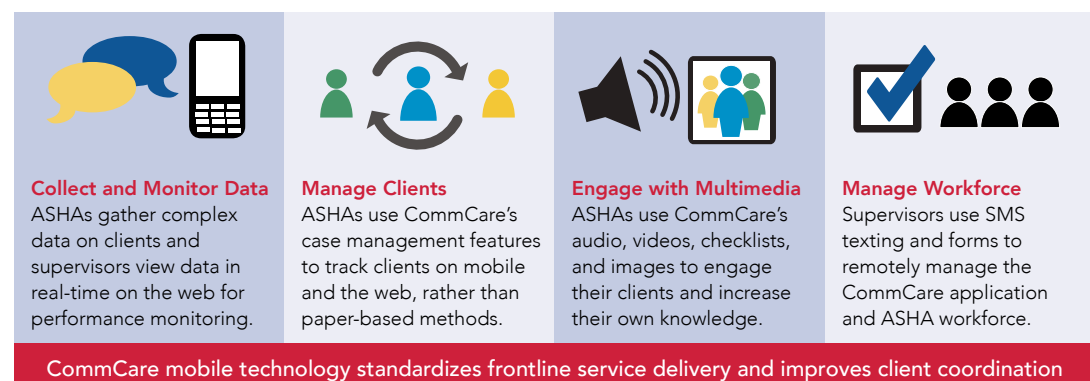 Collect and Monitor Data
ASHAs gather complex
data on clients and
supervisors view data in
real-time on the web for
performance monitoring.
Manage Clients
ASHAs use CommCare's
case management features
to track clients on mobile
and the web, rather than
paper-based methods.
Engage with Multimedia
ASHAs use CommCare's
audio, videos, checklists,
and images to engage
their clients and increase
their own knowledge.
Manage Workforce
Supervisors use SMS
texting and forms to
remotely manage the
CommCare application
and ASHA workforce.
CommCare mobile technology standardizes frontline service delivery and improves client coordination